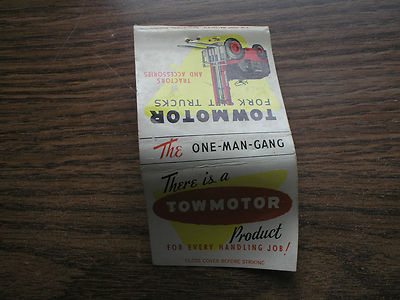 TOWMOTOR
FORK LIFT TRUCKS
TRACTORS
AND ACCESSORIES
The ONE-MAN-GANG
There is a
TOWMOTOR
Product
FOR EVERY HANDLING JOB!
CLOSE COVER BEFORE STRIKING